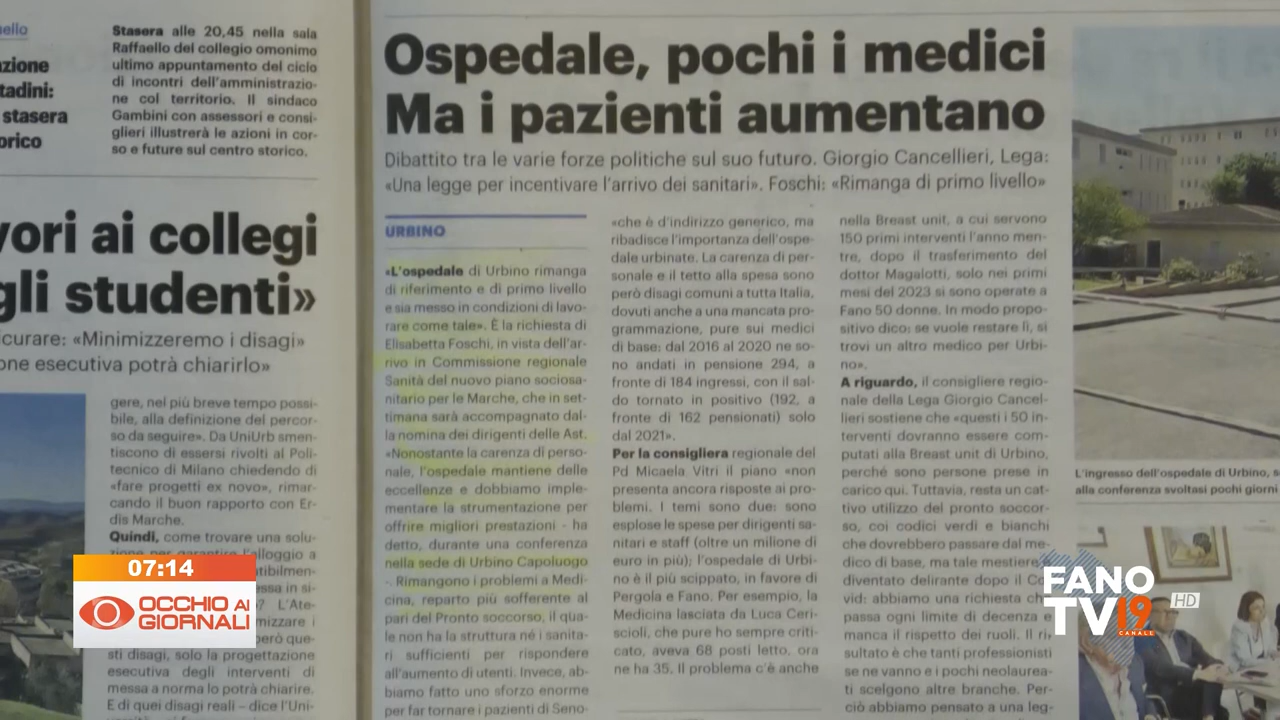 uello
azione
tadini:
stasera
orico
Stasera alle 20,45 nella sala
Raffaello del collegio omonimo
ultimo appuntamento del ciclo
di incontri dell'amministrazio-
ne col territorio. Il sindaco
Gambini con assessori e consi-
glieri illustrerà le azioni in cor-
so e future sul centro storico.
vori ai collegi
gli studenti»
icurare: «Minimizzeremo i disagi»
one esecutiva potrà chiarirlo»
gere, nel più breve tempo possi-
bile, alla definizione del percor-
so da seguire». Da UniUrb smen-
tiscono di essersi rivolti al Poli-
tecnico di Milano chiedendo di
«fare progetti ex novo», rimar-
cando il buon rapporto con Er-
dis Marche.
Quindi, come trovare una solu-
zione per garantire l'alloggio a
atibilmen-
essa in si-
L'Ate-
imizzare i
però que-
sti disagi, solo la progettazione
esecutiva degli interventi di
messa a norma lo potrà chiarire.
E di quei disagi reali – dice l'Uni-
Ospedale, pochi i medici
Ma i pazienti aumentano
Dibattito tra le varie forze politiche sul suo futuro. Giorgio Cancellieri, Lega:
«Una legge per incentivare l'arrivo dei sanitari». Foschi: «Rimanga di primo livello»
URBINO
«L'ospedale di Urbino rimanga
di riferimento e di primo livello
e sia messo in condizioni di lavo-
rare come tale». È la richiesta di
Elisabetta Foschi, in vista dell'ar-
rivo in Commissione regionale
Sanità del nuovo piano sociosa-
nitario per le Marche, che in set-
timana sarà accompagnato dal-
la nomina dei dirigenti delle Ast.
«Nonostante la carenza di perso-
nale, l'ospedale mantiene delle
eccellenze e dobbiamo imple-
mentare la strumentazione per
offrire migliori prestazioni - ha
detto, durante una conferenza
nella sede di Urbino Capoluogo
-. Rimangono i problemi a Medi-
cina, reparto più sofferente al
pari del Pronto soccorso, il qua-
le non ha la struttura né i sanita-
ri sufficienti per rispondere
all'aumento di utenti. Invece, ab-
biamo fatto uno sforzo enorme
per far tornare i pazienti di Seno-
«che è d'indirizzo generico, ma
ribadisce l'importanza dell'ospe-
dale urbinate. La carenza di per-
sonale e il tetto alla spesa sono
però disagi comuni a tutta Italia,
dovuti anche a una mancata pro-
grammazione, pure sui medici
di base: dal 2016 al 2020 ne so-
no andati in pensione 294, a
fronte di 184 ingressi, con il sal-
do tornato in positivo (192, a
fronte di 162 pensionati) solo
dal 2021».
Per la consigliera regionale del
Pd Micaela Vitri il piano «non
presenta ancora risposte ai pro-
blemi. I temi sono due: sono
esplose le spese per dirigenti sa-
nitari e staff (oltre un milione di
euro in più); l'ospedale di Urbi-
no è il più scippato, in favore di
Pergola e Fano. Per esempio, la
Medicina lasciata da Luca Ceri-
scioli, che pure ho sempre criti-
cato, aveva 68 posti letto, ora
ne ha 35. Il problema c'è anche
nella Breast unit, a cui servono
150 primi interventi l'anno men-
tre, dopo il trasferimento del
dottor Magalotti, solo nei primi
mesi del 2023 si sono operate a
Fano 50 donne. In modo propo-
sitivo dico: se vuole restare lì, si
trovi un altro medico per Urbi-
no».
A riguardo, il consigliere regio-
nale della Lega Giorgio Cancel-
lieri sostiene che «questi i 50 in-
terventi dovranno essere com-
putati alla Breast unit di Urbino,
perché sono persone prese in
carico qui. Tuttavia, resta un cat-
tivo utilizzo del pronto soccor-
so, coi codici verdi e bianchi
che dovrebbero passare dal me-
dico di base, ma tale mestiere
diventato delirante dopo il Co
vid: abbiamo una richiesta ch
passa ogni limite di decenza e
manca il rispetto dei ruoli. Il ri-
sultato è che tanti professionisti
se ne vanno e i pochi neolaurea-
ti scelgono altre branche. Per-
ciò abbiamo pensato a una leg-
L'ingresso dell'ospedale di Urbino, s
alla conferenza svoltasi pochi giorni
07:14
OCCHIO AI
GIORNALI
FANO
TV19
HD
CANALE